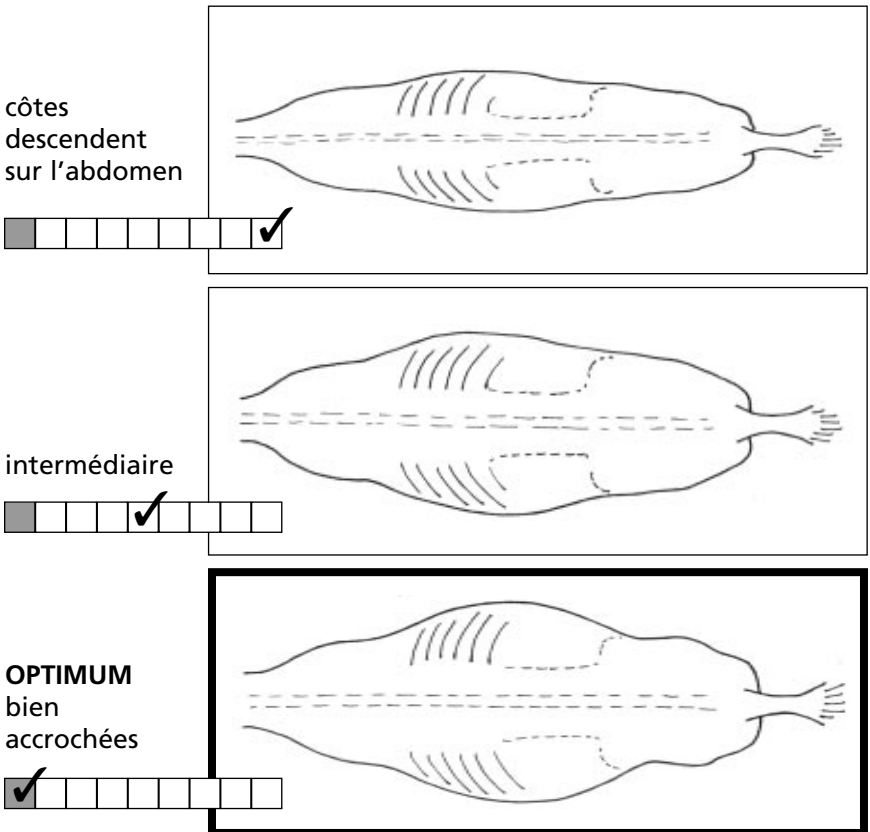 côtes
descendent
sur l'abdomen
intermédiaire
OPTIMUM
bien
accrochées